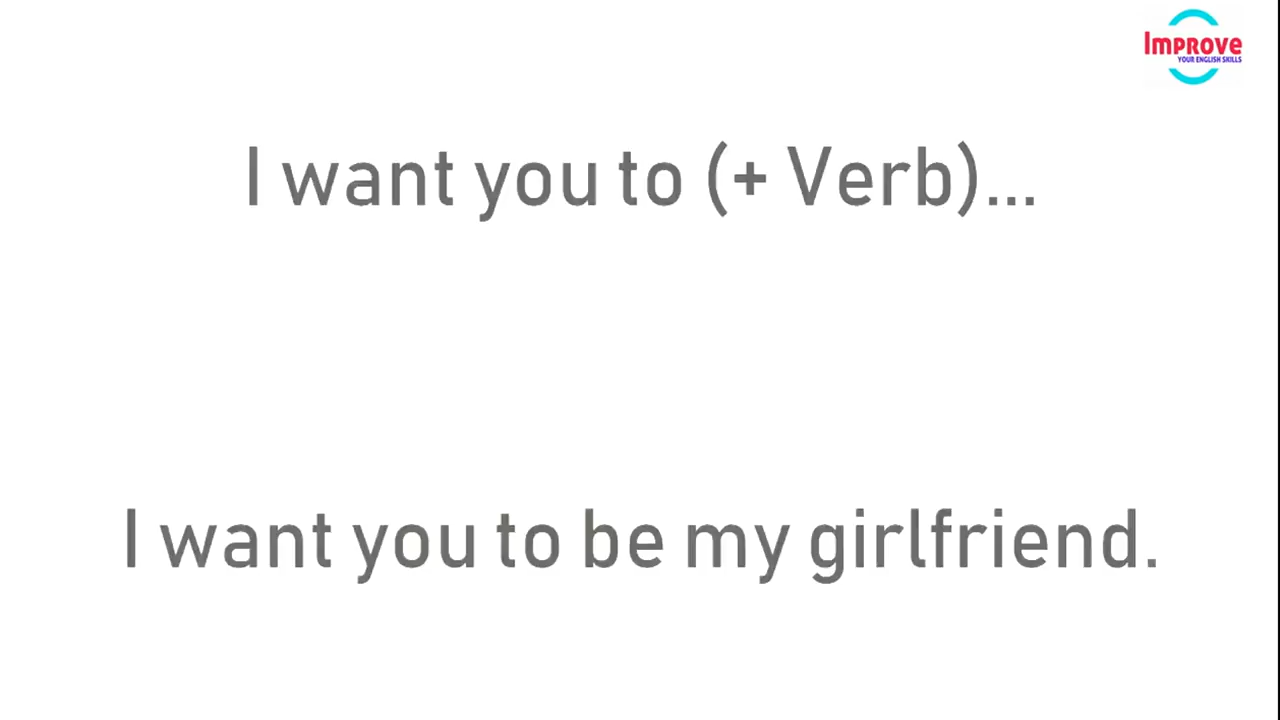 Improve
YOUR ENGLISH SKILLS
I want you to (+ Verb)...
I want you to be my girlfriend.